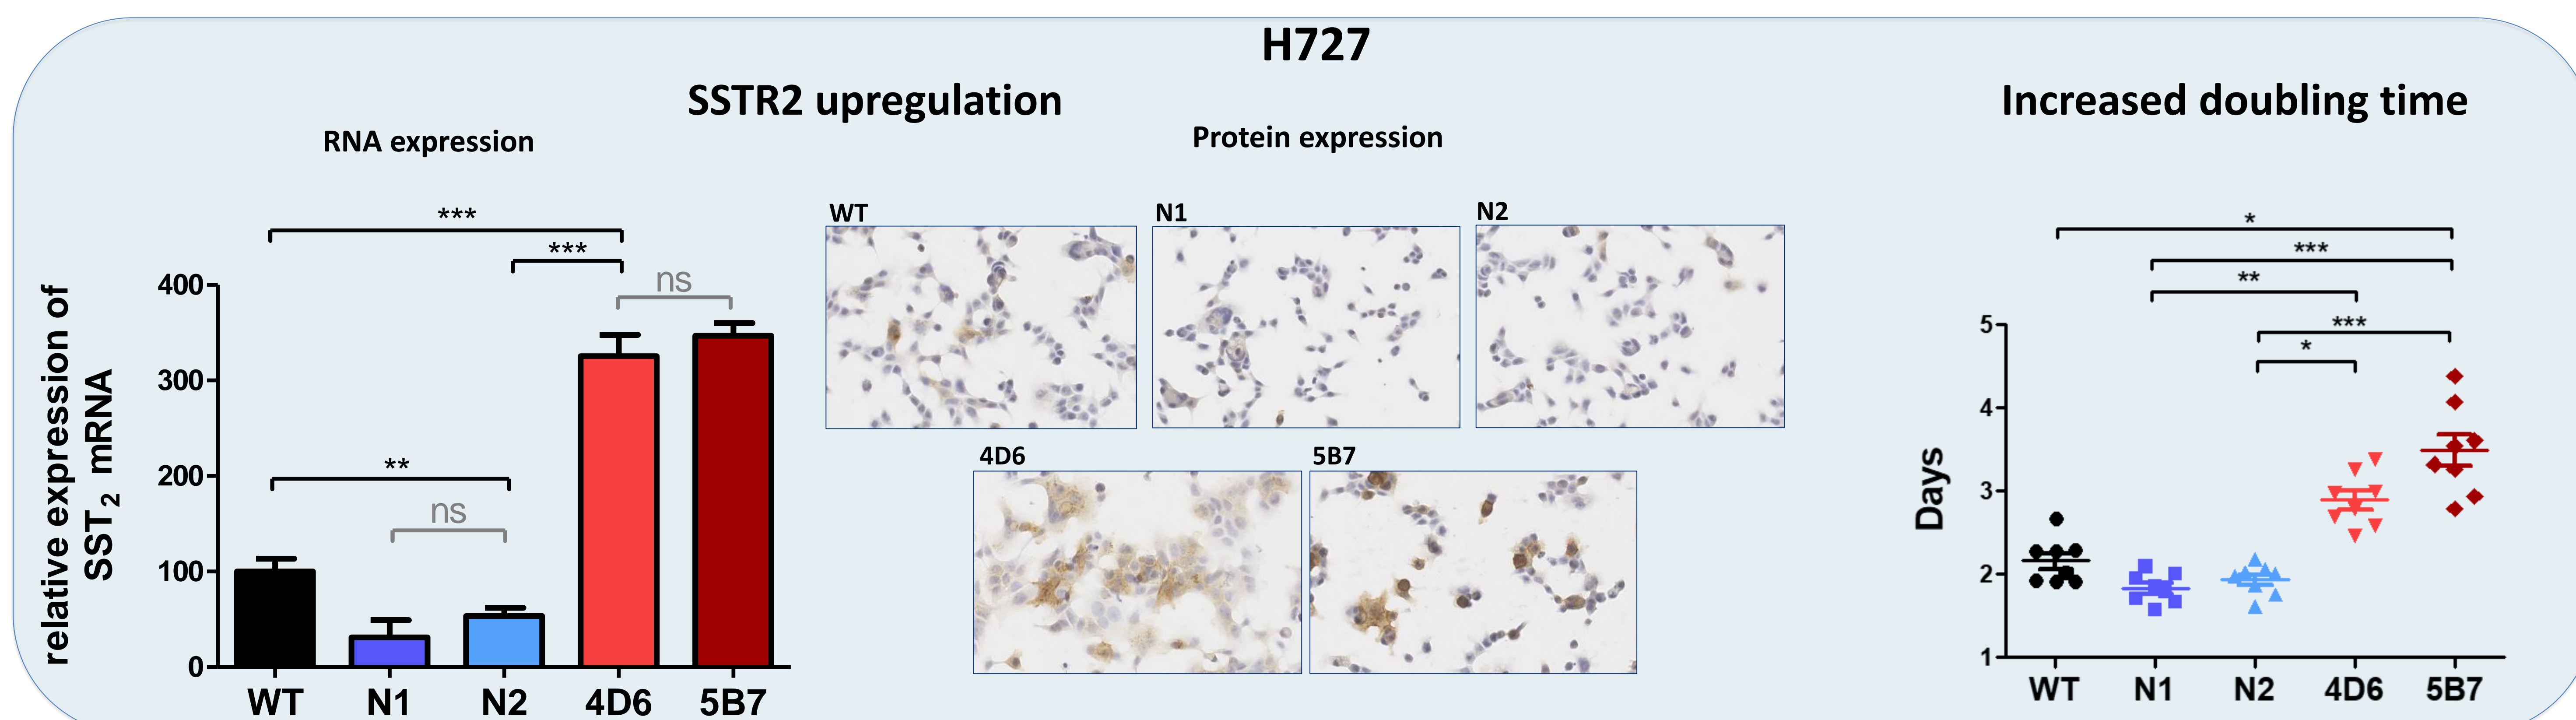 H727
SSTR2 upregulation
Increased doubling time
RNA expression
Protein expression
***
***
ns
**
ns
400
300
200
100
0
relative expression of
SST2 mRNA
WT
N1
N2
4D6
5B7
WT
N1
N2
4D6
5B7
*
***
**
***
*
5
4
3
2
1
Days
WT
N1
N2
4D6
5B7